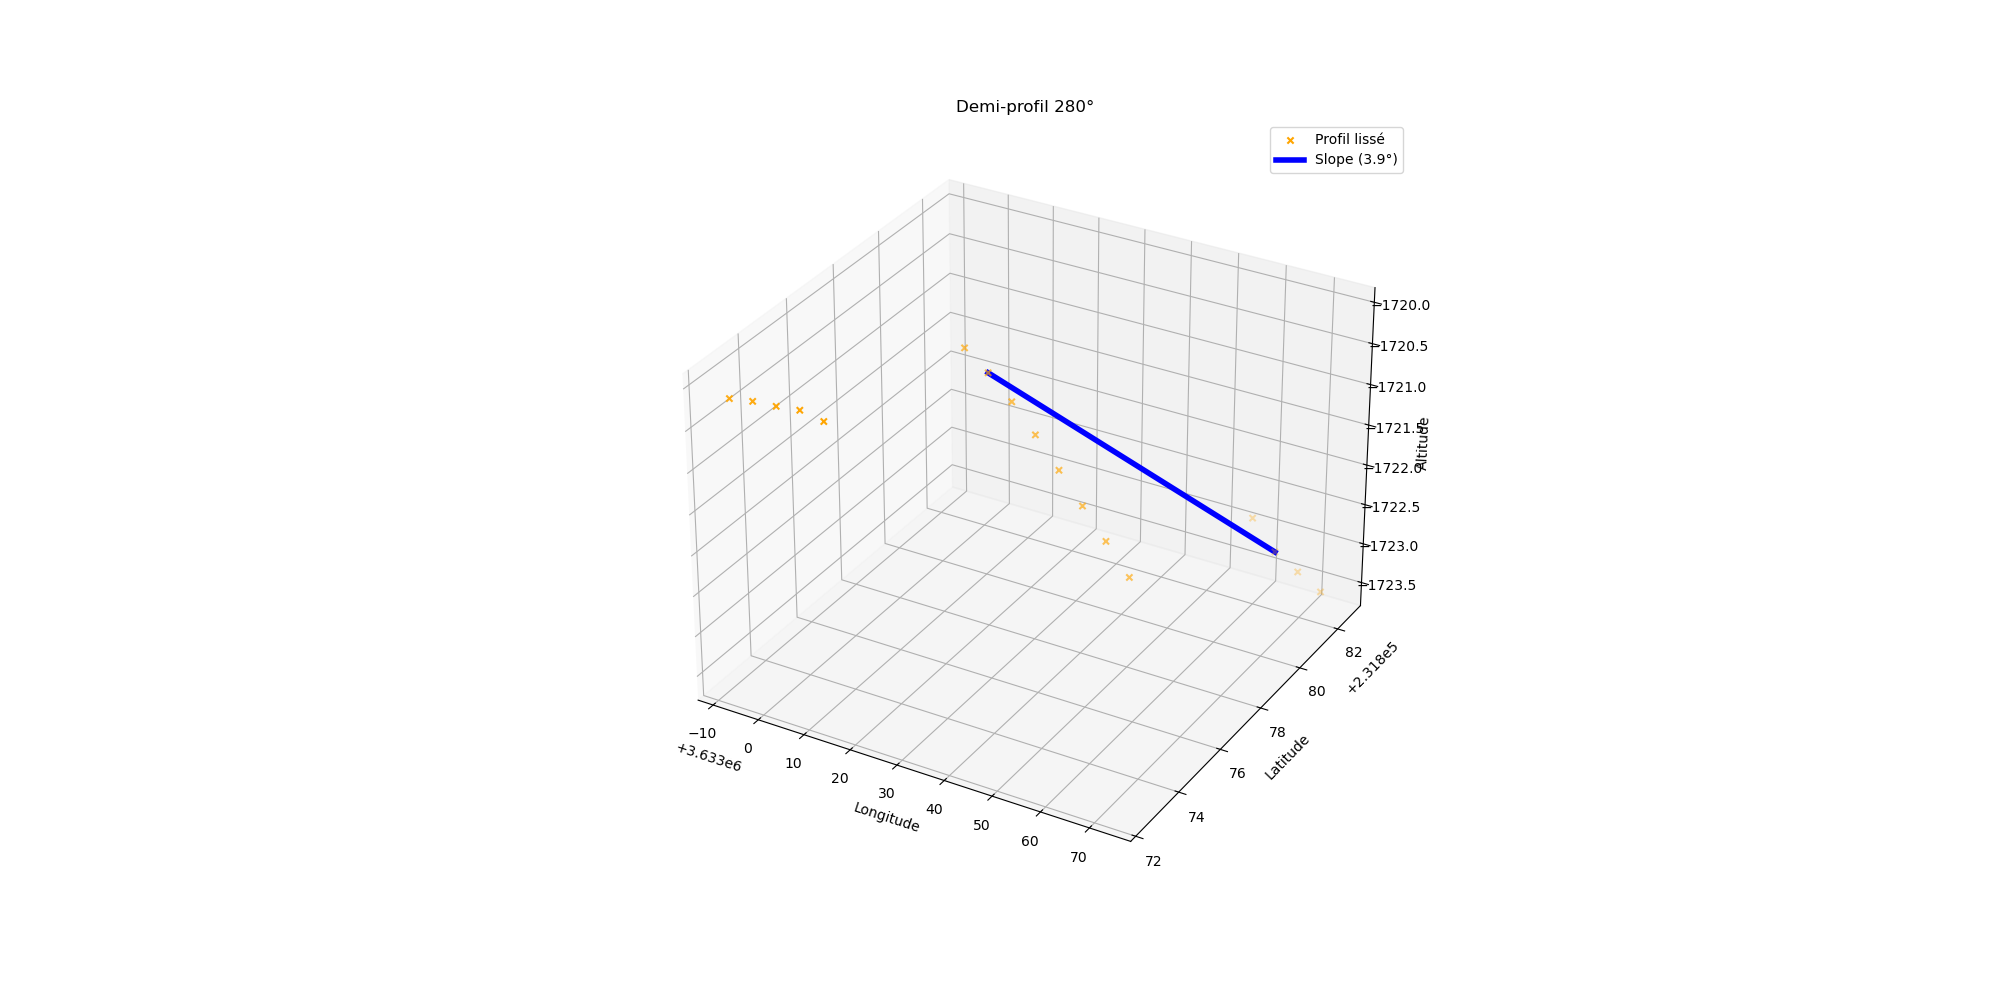 Demi-profil 280°
Profil lissé
Slope (3.9°)
−1720.0
−1720.5
−1721.0
−1721.5
−1722.0
−1722.5
−1723.0
−1723.5
Altitude
−10
0
10
20
30
40
50
60
70
+3.633e6
Longitude
72
74
76
78
80
82
+2.318e5
Latitude